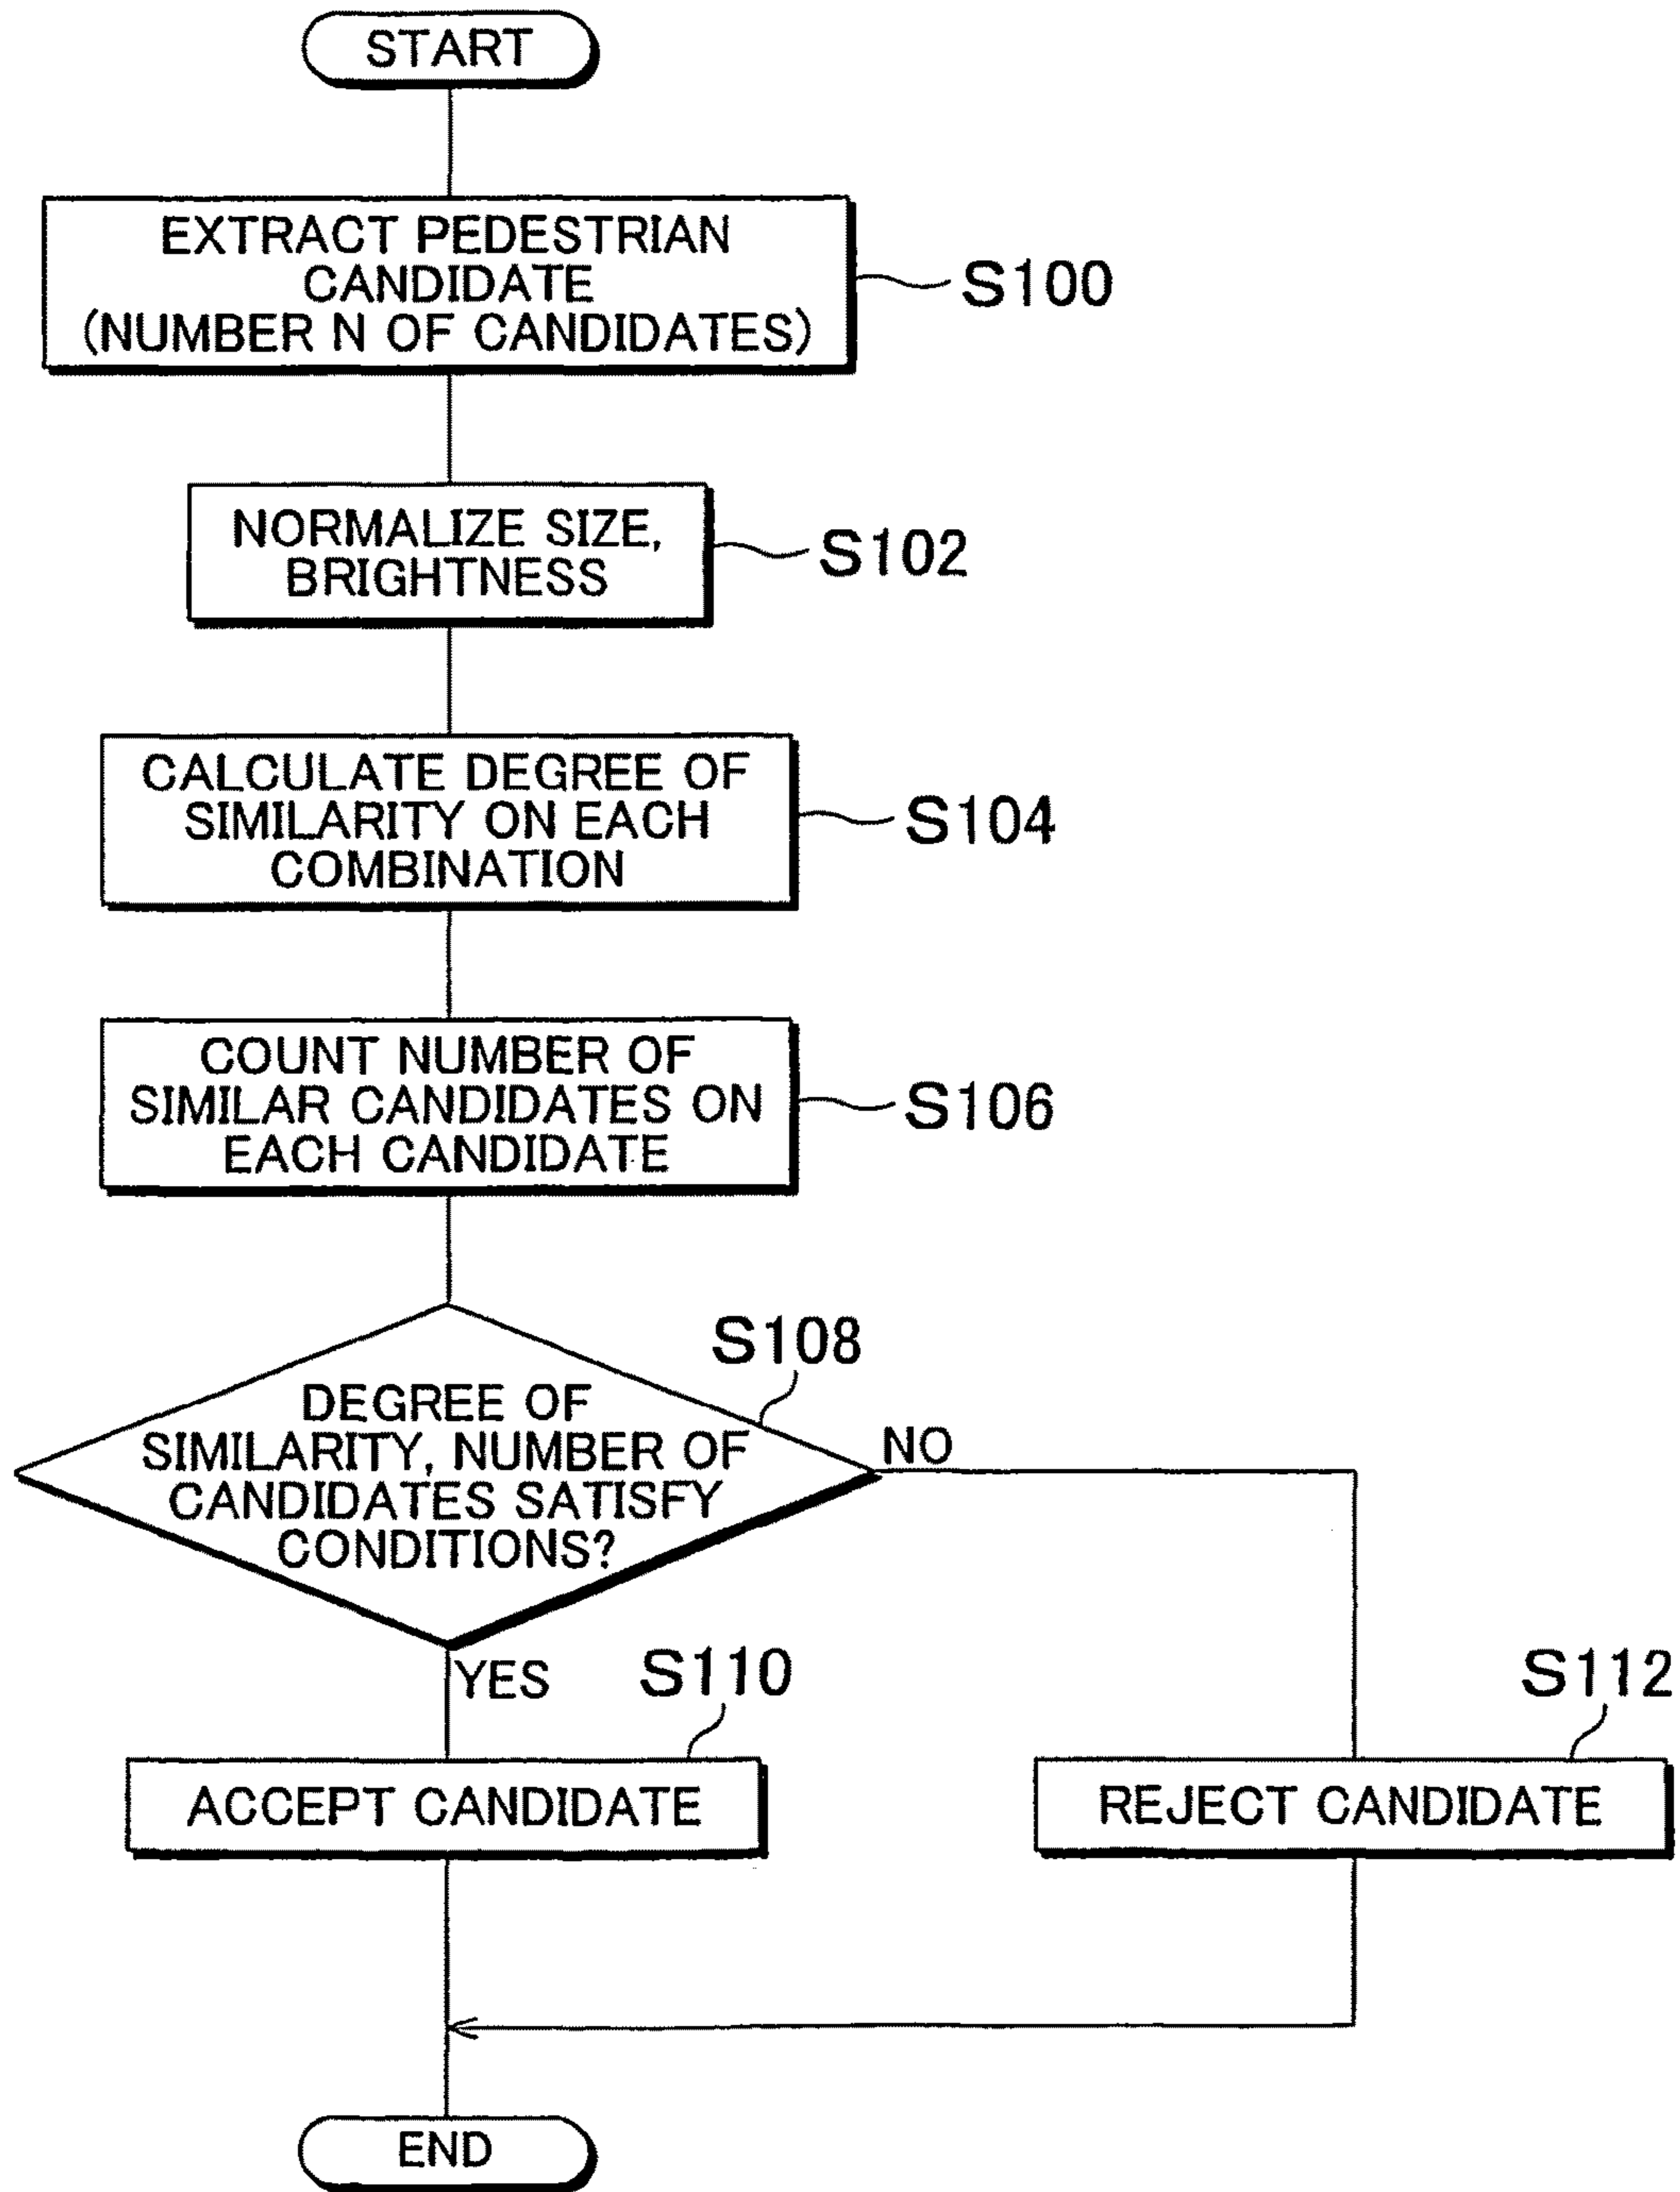 START
EXTRACT PEDESTRIAN
CANDIDATE
(NUMBER N OF CANDIDATES)
S100
NORMALIZE SIZE,
BRIGHTNESS
S102
CALCULATE DEGREE OF
SIMILARITY ON EACH
COMBINATION
S104
COUNT NUMBER OF
SIMILAR CANDIDATES ON
EACH CANDIDATE
S106
S108
DEGREE OF
SIMILARITY, NUMBER OF
CANDIDATES SATISFY
CONDITIONS?
NO
YES
S110
S112
ACCEPT CANDIDATE
REJECT CANDIDATE
END